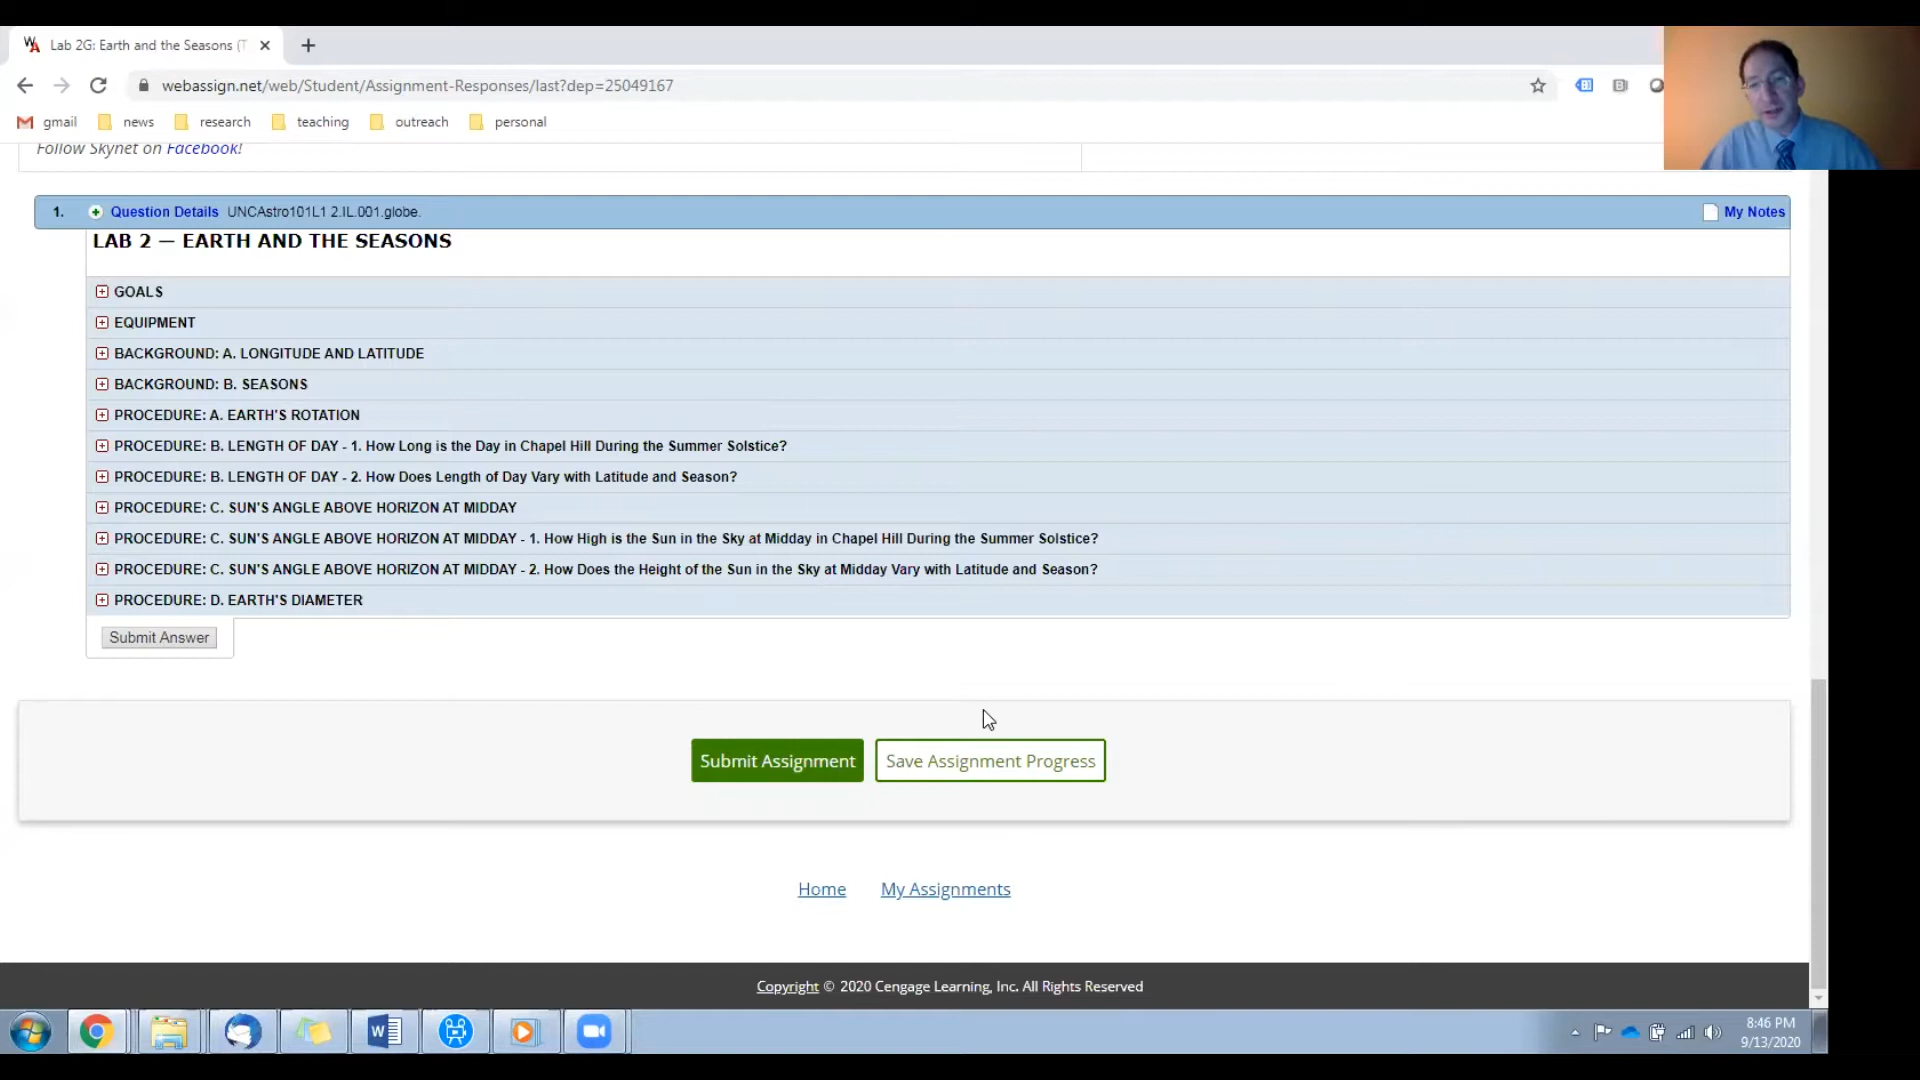 Lab 2G: Earth and the Seasons (T
webassign.net/web/Student/Assignment-Responses/last?dep=25049167
gmail news research teaching outreach personal
Follow Skynet on Facebook!
1. Question Details UNCAstro101L1 2.IL.001.globe. My Notes
LAB 2 — EARTH AND THE SEASONS
GOALS
EQUIPMENT
BACKGROUND: A. LONGITUDE AND LATITUDE
BACKGROUND: B. SEASONS
PROCEDURE: A. EARTH'S ROTATION
PROCEDURE: B. LENGTH OF DAY - 1. How Long is the Day in Chapel Hill During the Summer Solstice?
PROCEDURE: B. LENGTH OF DAY - 2. How Does Length of Day Vary with Latitude and Season?
PROCEDURE: C. SUN'S ANGLE ABOVE HORIZON AT MIDDAY
PROCEDURE: C. SUN'S ANGLE ABOVE HORIZON AT MIDDAY - 1. How High is the Sun in the Sky at Midday in Chapel Hill During the Summer Solstice?
PROCEDURE: C. SUN'S ANGLE ABOVE HORIZON AT MIDDAY - 2. How Does the Height of the Sun in the Sky at Midday Vary with Latitude and Season?
PROCEDURE: D. EARTH'S DIAMETER
Submit Answer
Submit Assignment Save Assignment Progress
Home My Assignments
Copyright © 2020 Cengage Learning, Inc. All Rights Reserved
8:46 PM
9/13/2020